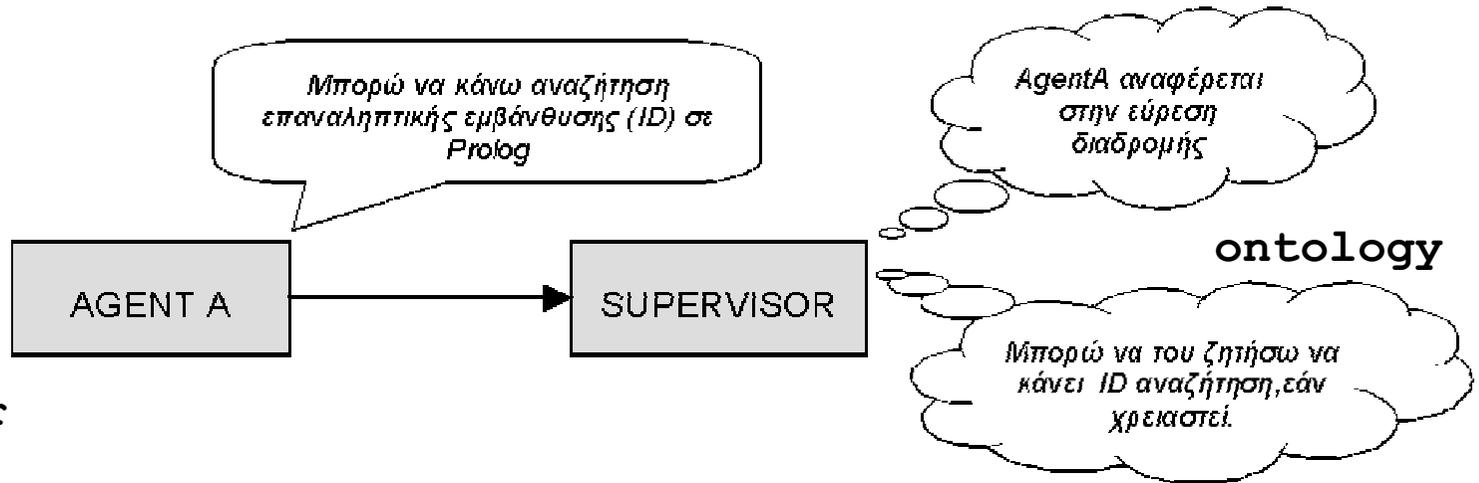 Μπορώ να κάνω αναζήτηση
επαναληπτικής εμβάνθυσης (ID) σε
Prolog
AgentA αναφέρεται
στην εύρεση
διαδρομής
ontology
AGENT A
SUPERVISOR
Μπορώ να του ζητήσω να
κάνει ID αναζήτηση,εάν
χρειαστεί.